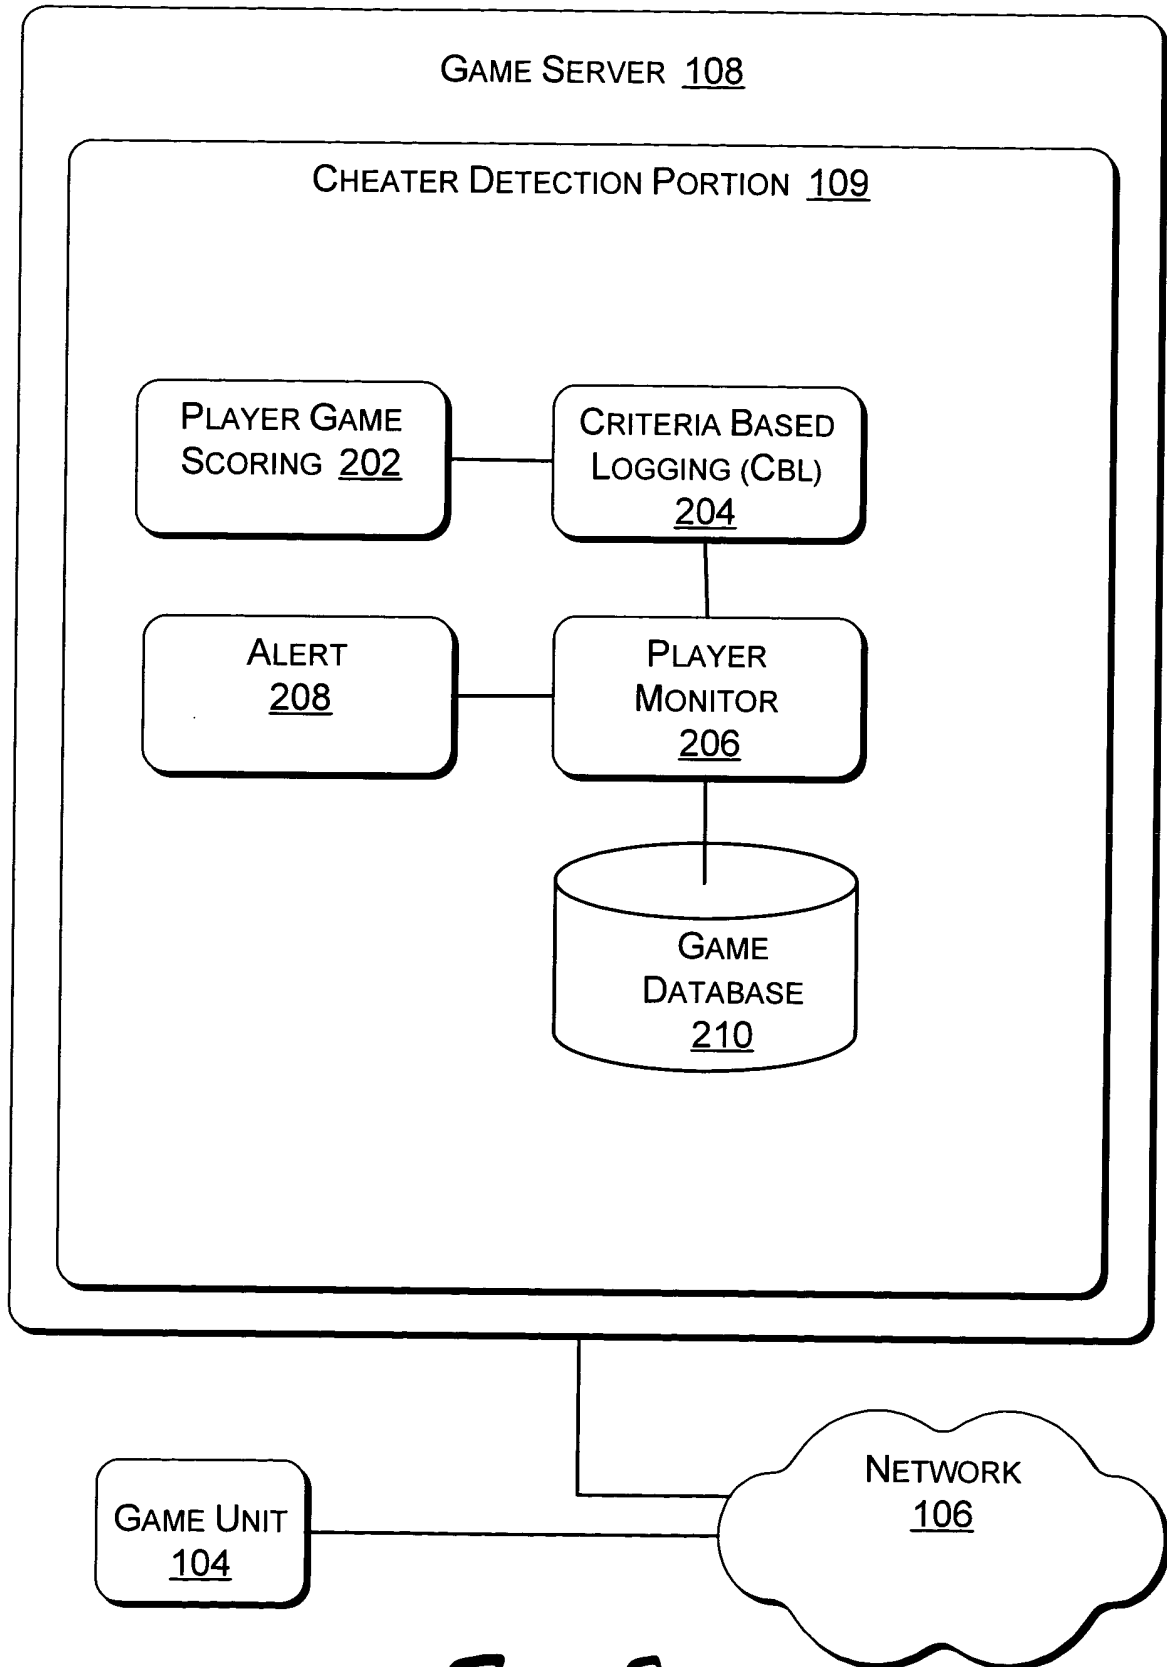 GAME SERVER 108
CHEATER DETECTION PORTION 109
PLAYER GAME
SCORING 202
CRITERIA BASED
LOGGING (CBL)
204
ALERT
208
PLAYER
MONITOR
206
GAME
DATABASE
210
NETWORK
106
GAME UNIT
104